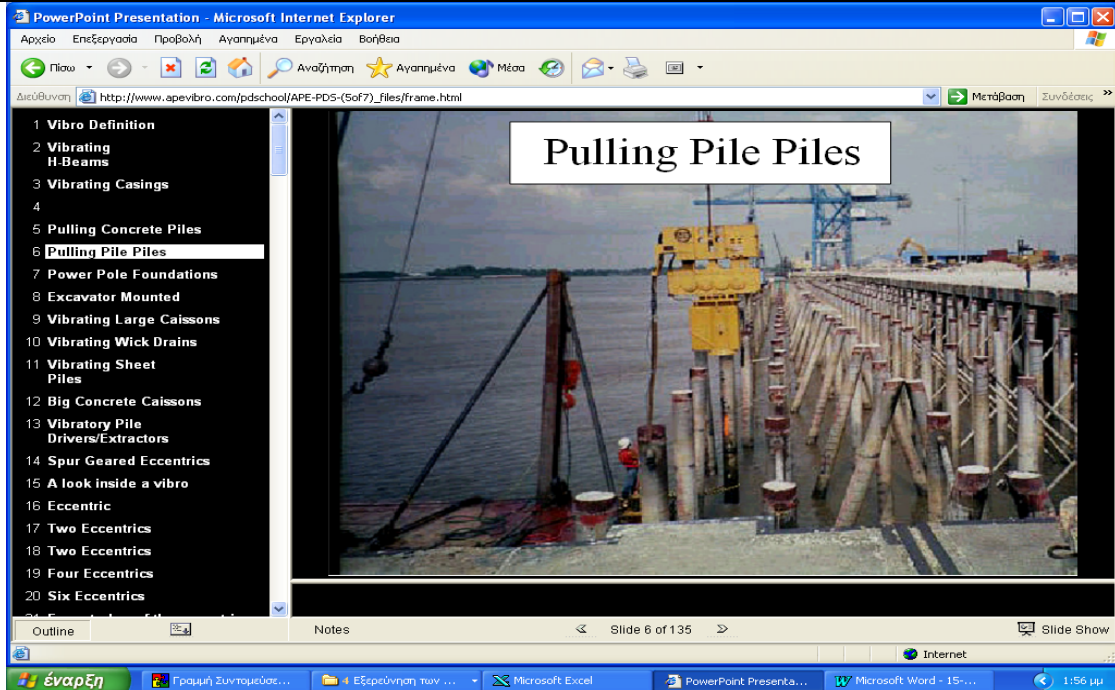 PowerPoint Presentation - Microsoft Internet Explorer
Αρχείο Επεξεργασία Προβολή Αγαπημένα Εργαλεία Βοήθεια
Πίσω Αναζήτηση Αγαπημένα Μέσα
Διεύθυνση http://www.apevibro.com/pdschool/APE-PDS-(5of7)_files/frame.html Μετάβαση Συνδέσεις »
1 Vibro Definition
2 Vibrating
H-Beams
3 Vibrating Casings
4
5 Pulling Concrete Piles
6 Pulling Pile Piles
7 Power Pole Foundations
8 Excavator Mounted
9 Vibrating Large Caissons
10 Vibrating Wick Drains
11 Vibrating Sheet
Piles
12 Big Concrete Caissons
13 Vibratory Pile
Drivers/Extractors
14 Spur Geared Eccentrics
15 A look inside a vibro
16 Eccentric
17 Two Eccentrics
18 Two Eccentrics
19 Four Eccentrics
20 Six Eccentrics
Pulling Pile Piles
Outline Notes Slide 6 of 135 Slide Show
Internet
έναρξη Γραμμή Συντομεύσε... 4 Εξερεύνηση των ... Microsoft Excel PowerPoint Presenta... Microsoft Word - 15-... 1:56 μμ